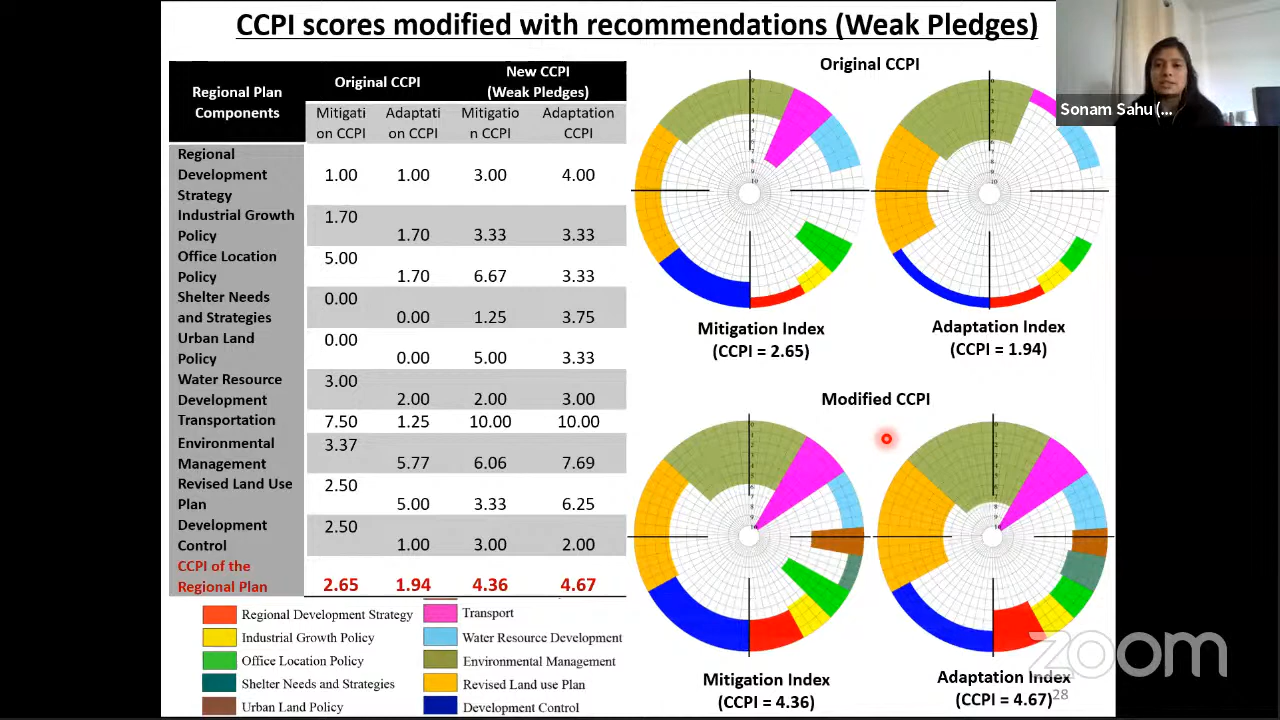 CCPI scores modified with recommendations (Weak Pledges)
Regional Plan
Components
Original CCPI
New CCPI
(Weak Pledges)
Mitigati
on CCPI
Adaptati
on CCPI
Mitigatio
n CCPI
Adaptation
CCPI
Regional
Development
Strategy
1.00 1.00 3.00 4.00
Industrial Growth
Policy
1.70
1.70 3.33 3.33
Office Location
Policy
5.00
1.70 6.67 3.33
Shelter Needs
and Strategies
0.00
0.00 1.25 3.75
Urban Land
Policy
0.00
0.00 5.00 3.33
Water Resource
Development
3.00
2.00 2.00 3.00
Transportation 7.50 1.25 10.00 10.00
Environmental
Management
3.37
5.77 6.06 7.69
Revised Land Use
Plan
2.50
5.00 3.33 6.25
Development
Control
2.50
1.00 3.00 2.00
CCPI of the
Regional Plan
2.65 1.94 4.36 4.67
Regional Development Strategy
Industrial Growth Policy
Office Location Policy
Shelter Needs and Strategies
Urban Land Policy
Transport
Water Resource Development
Environmental Management
Revised Land use Plan
Development Control
Original CCPI
Mitigation Index
(CCPI = 2.65)
Adaptation Index
(CCPI = 1.94)
Modified CCPI
Mitigation Index
(CCPI = 4.36)
Adaptation Index
(CCPI = 4.67)
28
Sonam Sahu (...
zoom